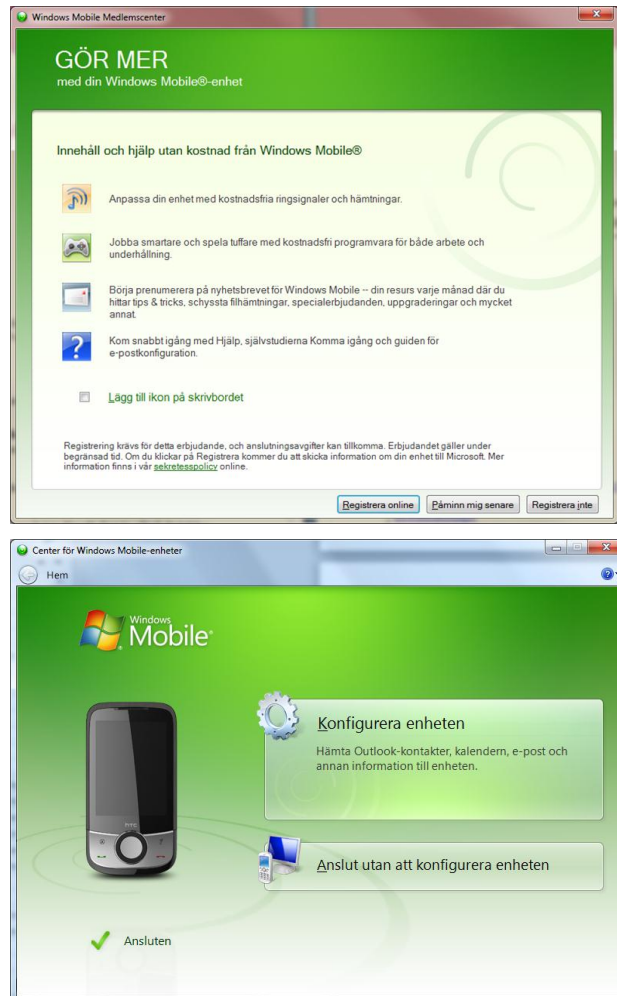 Windows Mobile Medlemscenter
GÖR MER
med din Windows Mobile®-enhet
Innehåll och hjälp utan kostnad från Windows Mobile®
Anpassa din enhet med kostnadsfria ringsignaler och hämtningar.
Jobba smartare och spela tuffare med kostnadsfri programvara för både arbete och
underhållning.
Börja prenumerera på nyhetsbrevet för Windows Mobile -- din resurs varje månad där du
hittar tips & tricks, schyssta filhämtningar, specialerbjudanden, uppgraderingar och mycket
annat.
Kom snabbt igång med Hjälp, självstudierna Komma igång och guiden för
e-postkonfiguration.
Lägg till ikon på skrivbordet
Registrering krävs för detta erbjudande, och anslutningsavgifter kan tillkomma. Erbjudandet gäller under
begränsad tid. Om du klickar på Registrera kommer du att skicka information om din enhet till Microsoft. Mer
information finns i vår sekretesspolicy online.
Registrera online
Påminn mig senare
Registrera inte
Center för Windows Mobile-enheter
Hem
Windows
Mobile®
Konfigurera enheten
Hämta Outlook-kontakter, kalendern, e-post och
annan information till enheten.
Anslut utan att konfigurera enheten
Ansluten